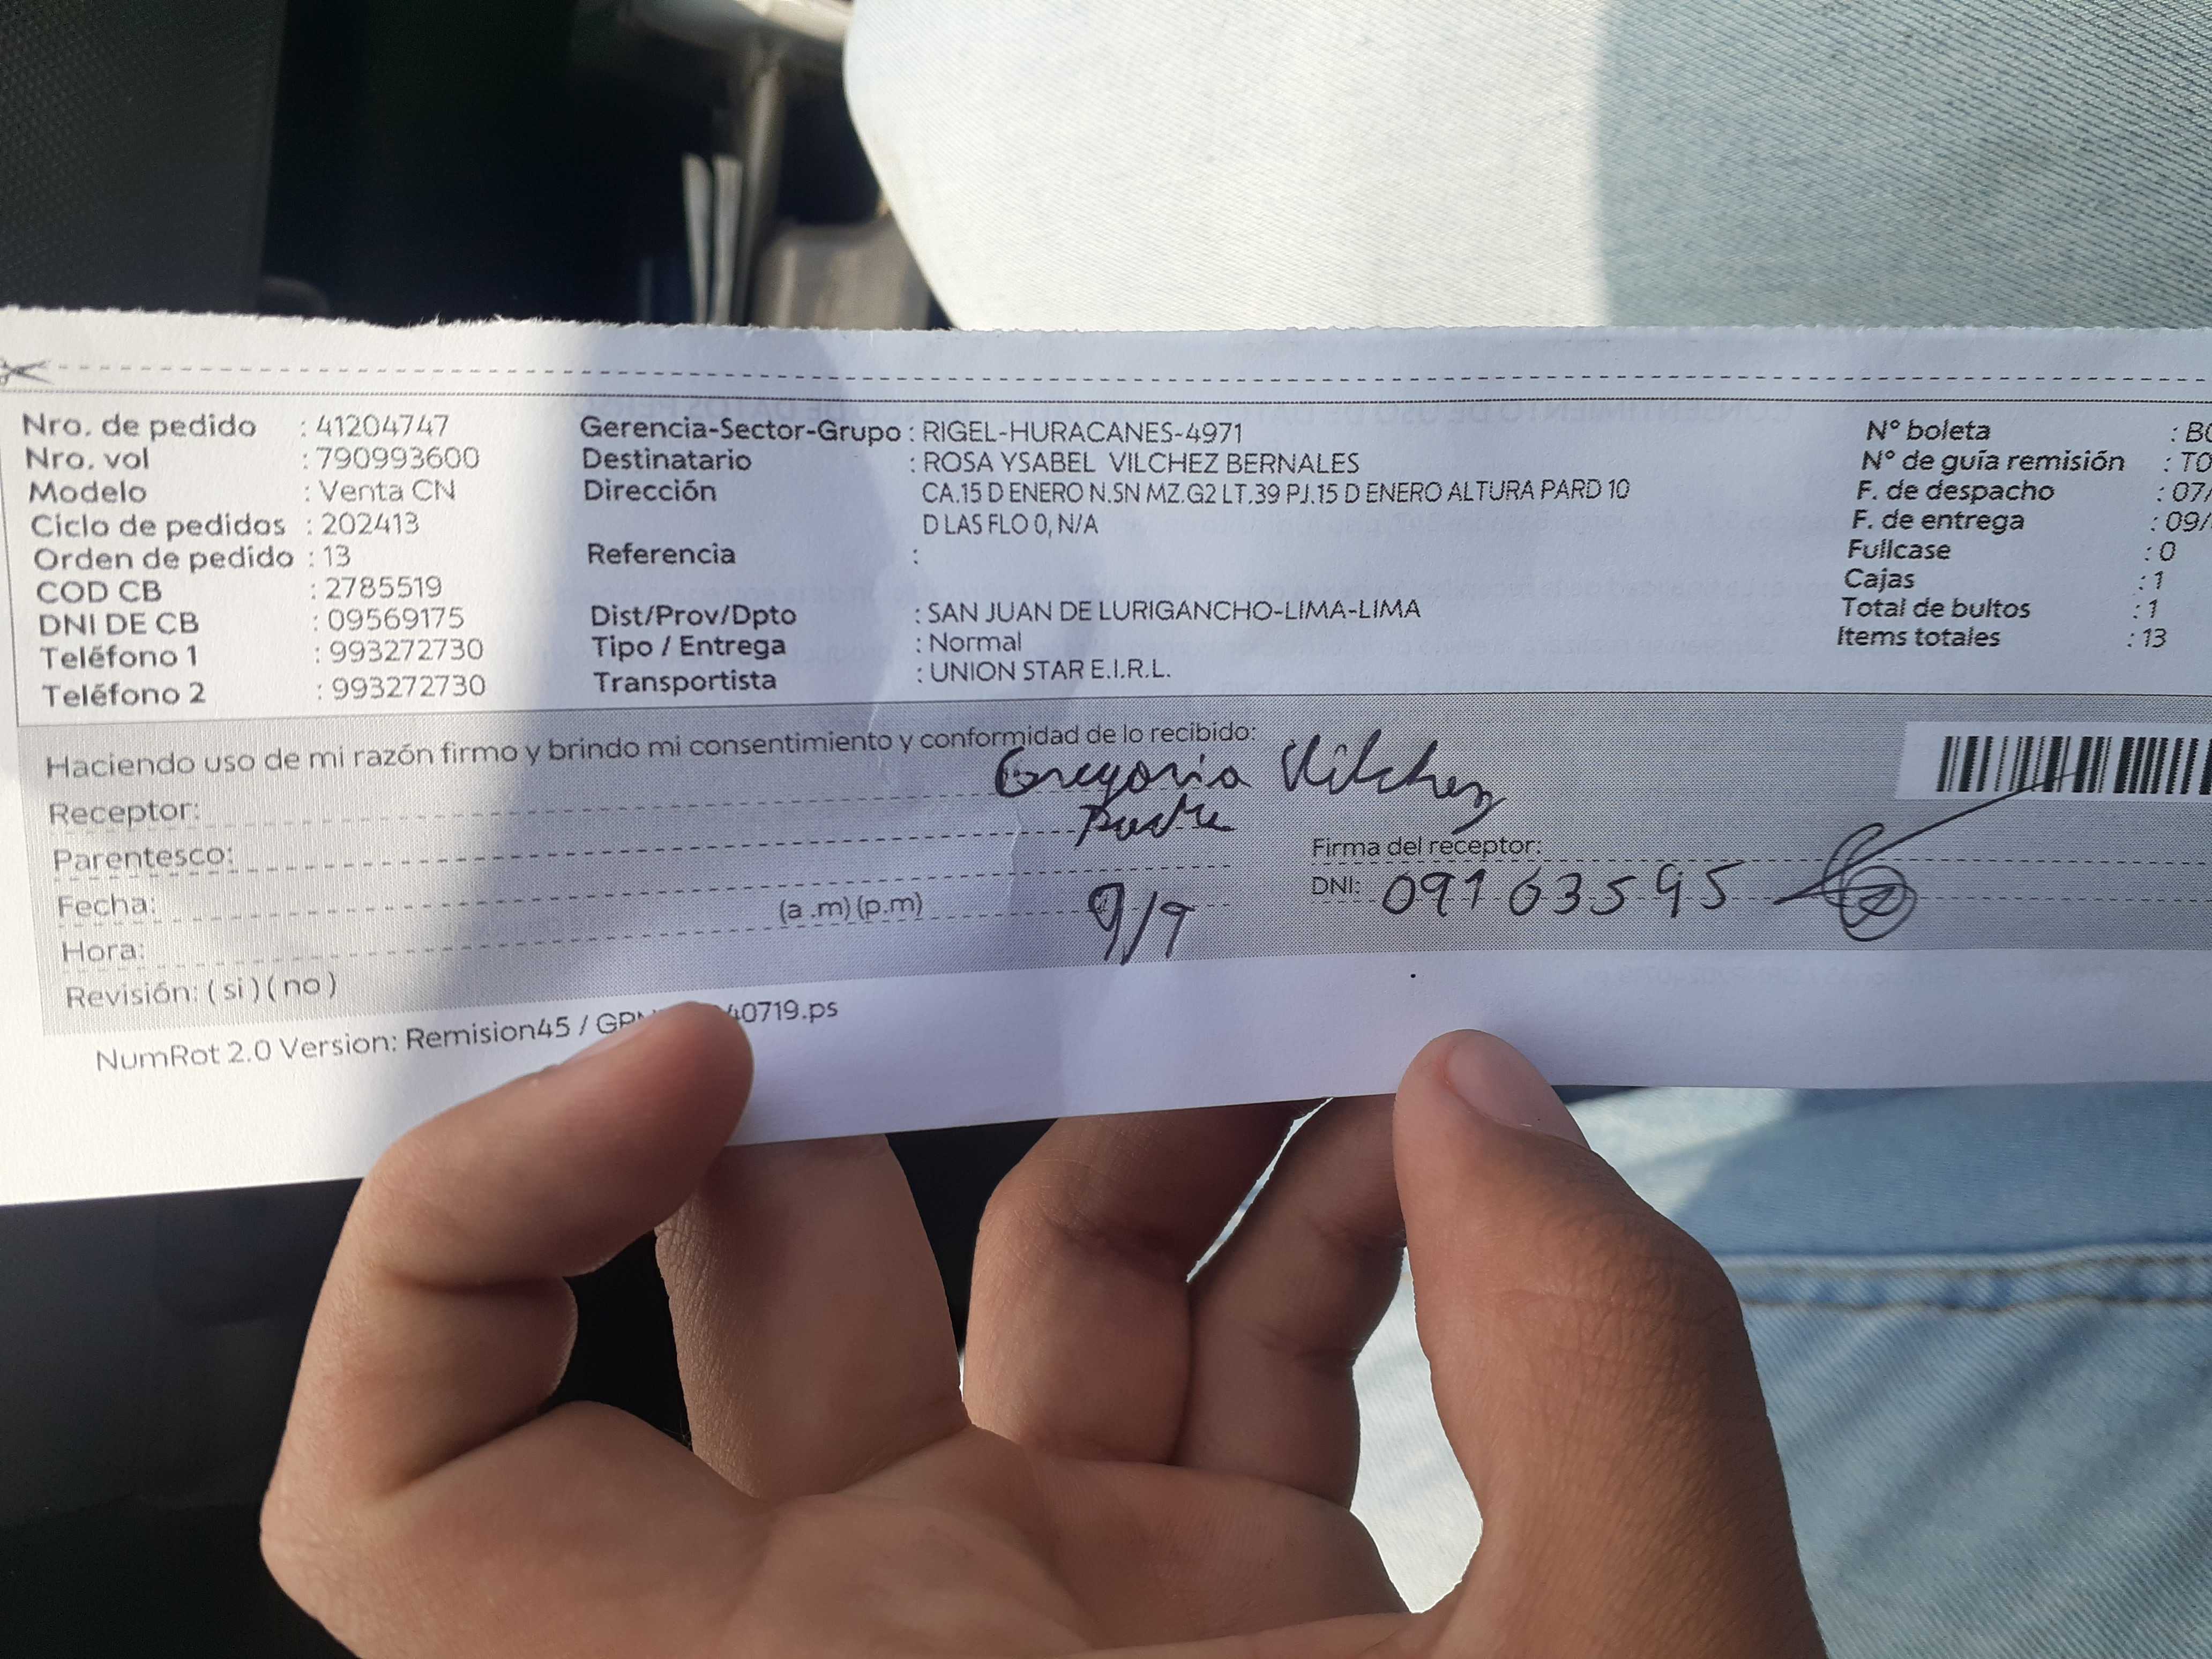 Nro. de pedido : 41204747
Nro. vol : 790993600
Modelo : Venta CN
Ciclo de pedidos : 202413
Orden de pedido : 13
COD CB : 2785519
DNI DE CB : 09569175
Teléfono 1 : 993272730
Teléfono 2 : 993272730
Gerencia-Sector-Grupo : RIGEL-HURACANES-4971
Destinatario : ROSA YSABEL VILCHEZ BERNALES
Dirección CA.15 D ENERO N.SN MZ.G2 LT.39 PJ.15 D ENERO ALTURA PARD 10
D LAS FLO 0, N/A
Referencia :
Dist/Prov/Dpto : SAN JUAN DE LURIGANCHO-LIMA-LIMA
Tipo / Entrega : Normal
Transportista : UNION STAR E.I.R.L.
N° boleta : B
N° de guía remisión : T0
F. de despacho : 07/
F. de entrega : 09/
Fullcase : 0
Cajas : 1
Total de bultos : 1
Items totales : 13
Haciendo uso de mi razón firmo y brindo mi consentimiento y conformidad de lo recibido:
Receptor: Gregorio Vilchez
Parentesco: Padre
Fecha: 9/9
Hora: (a .m) (p.m)
Revisión: ( si ) ( no )
Firma del receptor:
DNI: 09163595
NumRot 2.0 Version: Remision45 / 40719.ps